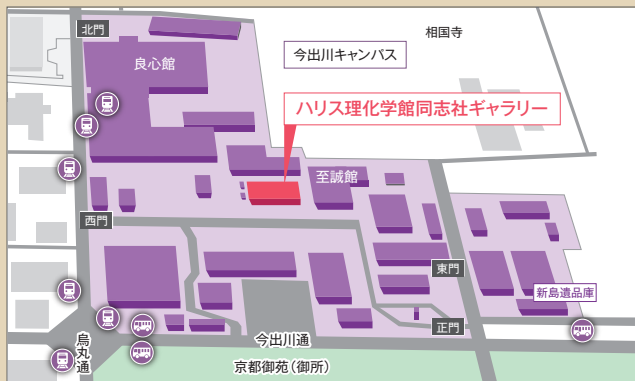 北門
相国寺
今出川キャンパス
良心館
ハリス理化学館同志社ギャラリー
至誠館
西門
東門
新島遺品庫
正門
今出川通
烏丸通
京都御苑(御所)